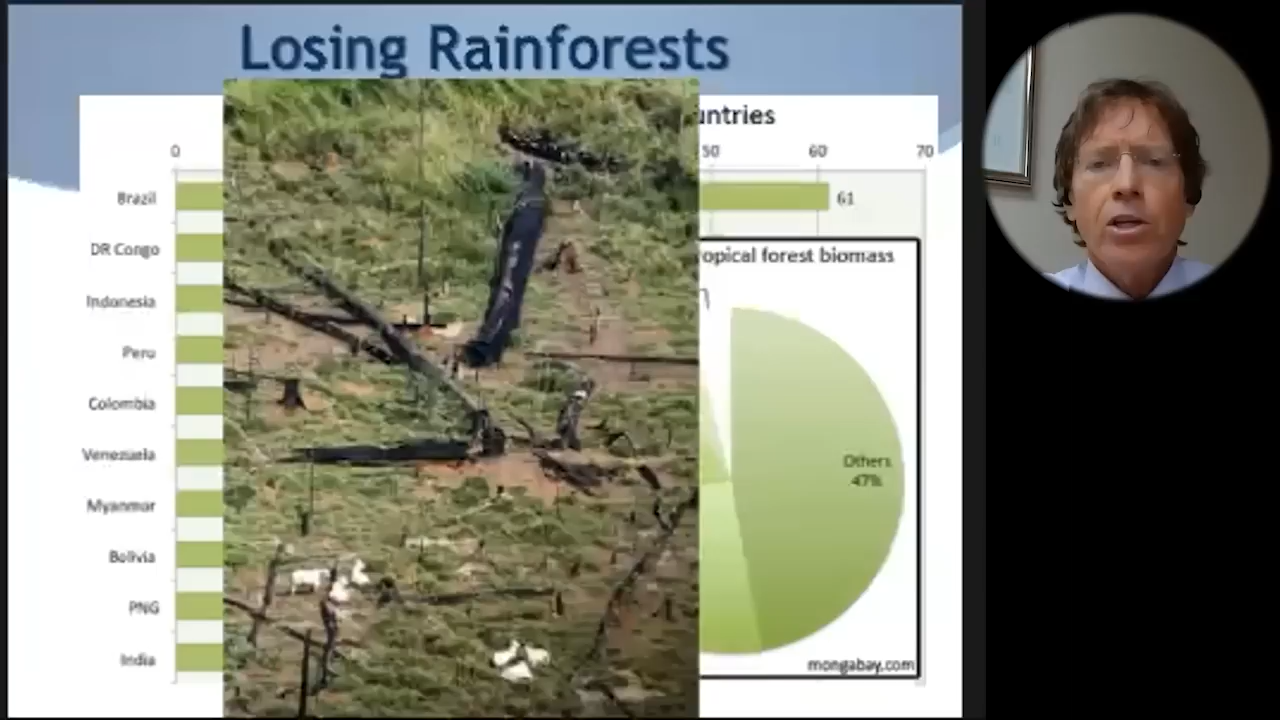 Losing Rainforests
untries
0
50
60
70
Brazil
61
DR Congo
ropical forest biomass
Indonesia
Peru
Colombia
Others
47%
Venezuela
Myanmar
Bolivia
PNG
India
mongabay.com